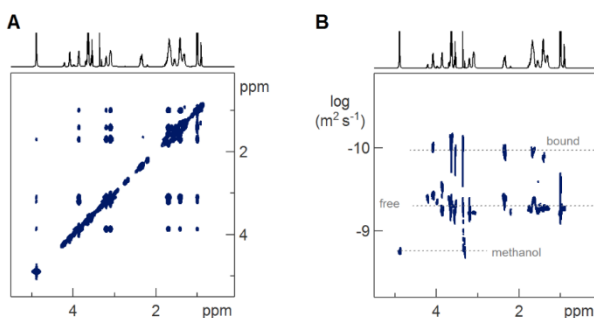 A
ppm
2
4
4
2
ppm
B
log
(m² s⁻¹)
-10
bound
free
-9
methanol
4
2
ppm